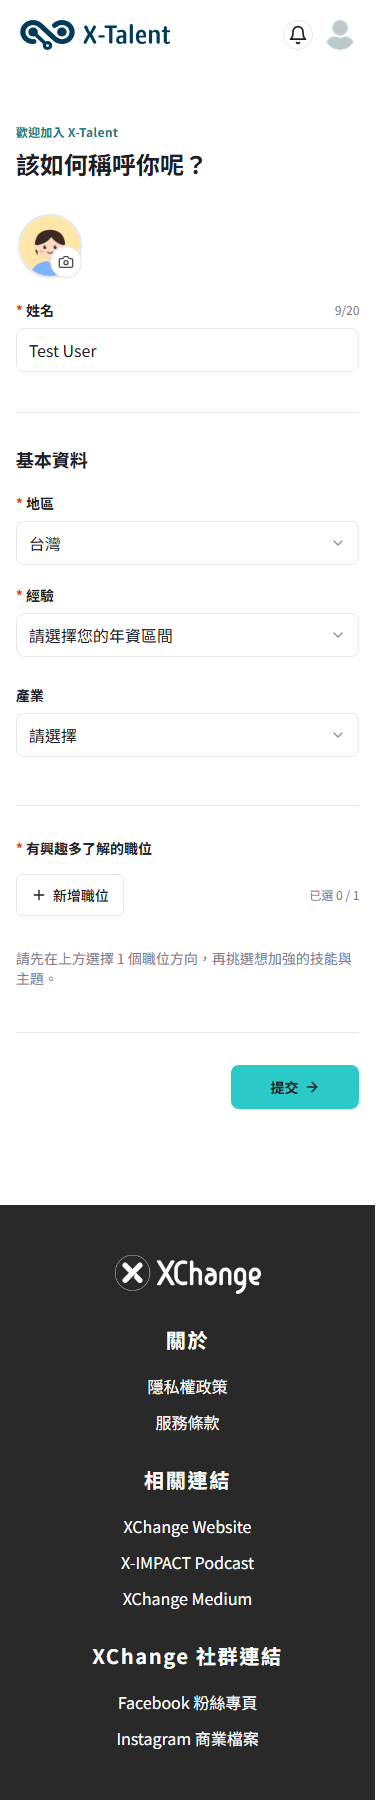 X-Talent
歡迎加入 X-Talent
該如何稱呼你呢？
* 姓名
9/20
Test User
基本資料
* 地區
台灣
* 經驗
請選擇您的年資區間
產業
請選擇
* 有興趣多了解的職位
+ 新增職位
已選 0 / 1
請先在上方選擇 1 個職位方向，再挑選想加強的技能與
主題。
提交 →
XChange
關於
隱私權政策
服務條款
相關連結
XChange Website
X-IMPACT Podcast
XChange Medium
XChange 社群連結
Facebook 粉絲專頁
Instagram 商業檔案